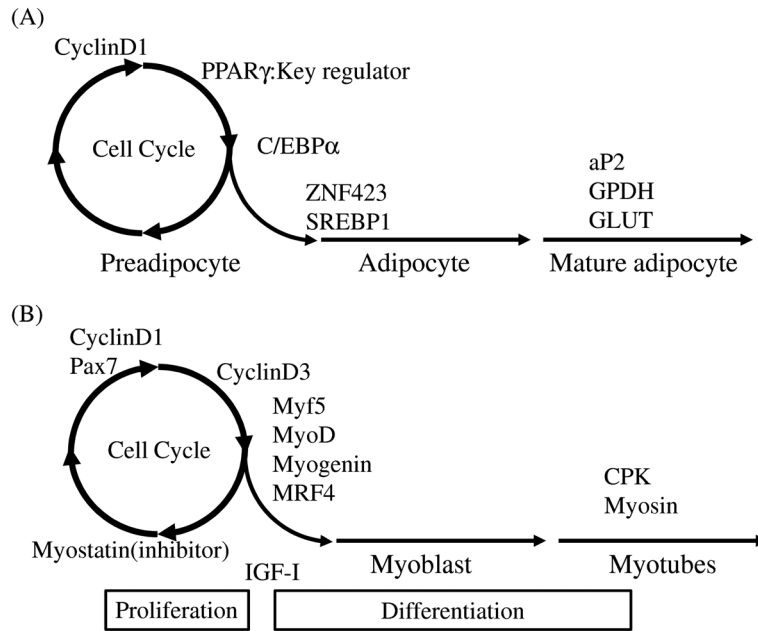 (A)
CyclinD1
PPARγ:Key regulator
Cell Cycle
C/EBPα
ZNF423
SREBP1
aP2
GPDH
GLUT
Preadipocyte
Adipocyte
Mature adipocyte
(B)
CyclinD1
Pax7
CyclinD3
Myf5
MyoD
Myogenin
MRF4
Cell Cycle
CPK
Myosin
Myostatin(inhibitor)
IGF-I
Myoblast
Myotubes
Proliferation
Differentiation